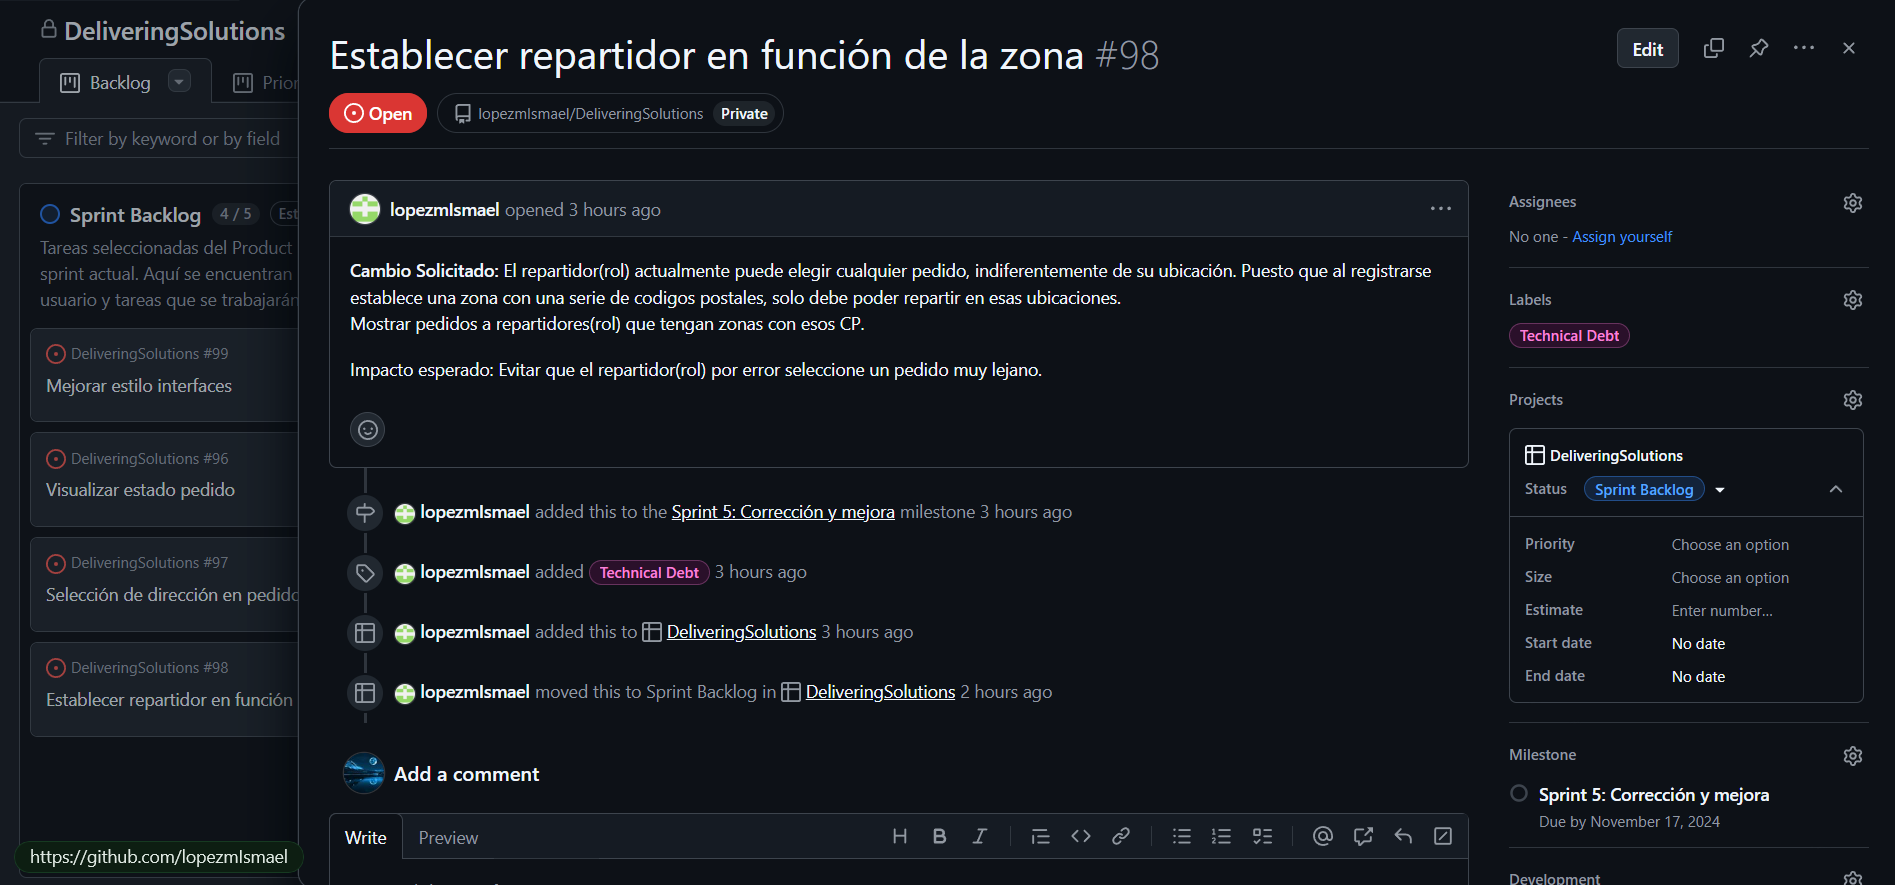 DeliveringSolutions
Backlog
Prior
Filter by keyword or by field
Sprint Backlog 4 / 5 Est
Tareas seleccionadas del Product
sprint actual. Aquí se encuentran
usuario y tareas que se trabajarán
DeliveringSolutions #99
Mejorar estilo interfaces
DeliveringSolutions #96
Visualizar estado pedido
DeliveringSolutions #97
Selección de dirección en pedido
DeliveringSolutions #98
Establecer repartidor en función
https://github.com/lopezmIsmael
Establecer repartidor en función de la zona #98
Edit
Open
lopezmIsmael/DeliveringSolutions Private
lopezmIsmael opened 3 hours ago
Cambio Solicitado: El repartidor(rol) actualmente puede elegir cualquier pedido, indiferentemente de su ubicación. Puesto que al registrarse
establece una zona con una serie de codigos postales, solo debe poder repartir en esas ubicaciones.
Mostrar pedidos a repartidores(rol) que tengan zonas con esos CP.
Impacto esperado: Evitar que el repartidor(rol) por error seleccione un pedido muy lejano.
lopezmIsmael added this to the Sprint 5: Corrección y mejora milestone 3 hours ago
lopezmIsmael added Technical Debt 3 hours ago
lopezmIsmael added this to DeliveringSolutions 3 hours ago
lopezmIsmael moved this to Sprint Backlog in DeliveringSolutions 2 hours ago
Add a comment
Write
Preview
Assignees
No one - Assign yourself
Labels
Technical Debt
Projects
DeliveringSolutions
Status Sprint Backlog
Priority Choose an option
Size Choose an option
Estimate Enter number...
Start date No date
End date No date
Milestone
Sprint 5: Corrección y mejora
Due by November 17, 2024
Development